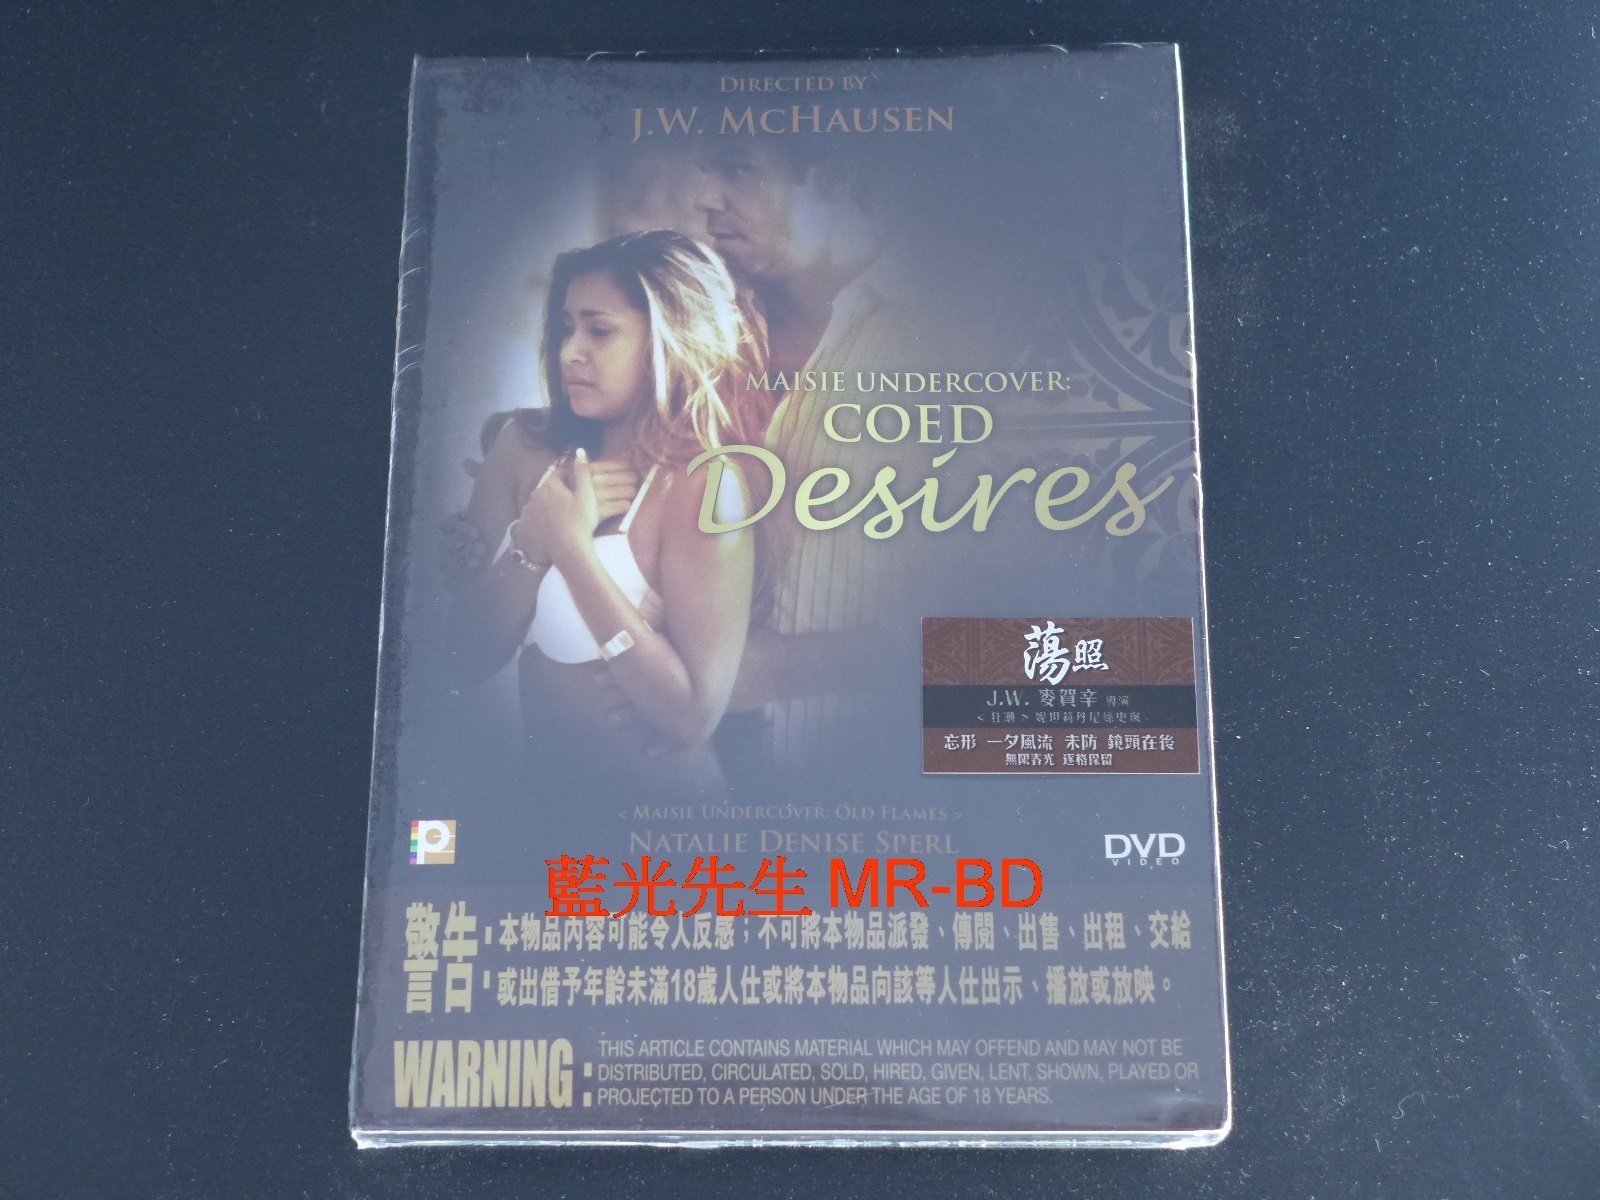 DIRECTED BY
J.W. MCHAUSEN
MAISIE UNDERCOVER:
COED
Desires
蕩照
J.W. 麥賀辛 導演
忘形 一夕風流 未防 鏡頭在後
無限春光 逐格保留
< MAISIE UNDERCOVER: OLD FLAMES >
NATALIE DENISE SPERL
P
DVD
VIDEO
藍光先生 MR-BD
警告：本物品內容可能令人反感；不可將本物品派發、傳閱、出售、出租、交給
或出借予年齡未滿18歲人仕或將本物品向該等人仕出示、播放或放映。
WARNING: THIS ARTICLE CONTAINS MATERIAL WHICH MAY OFFEND AND MAY NOT BE
DISTRIBUTED, CIRCULATED, SOLD, HIRED, GIVEN, LENT, SHOWN, PLAYED OR
PROJECTED TO A PERSON UNDER THE AGE OF 18 YEARS.